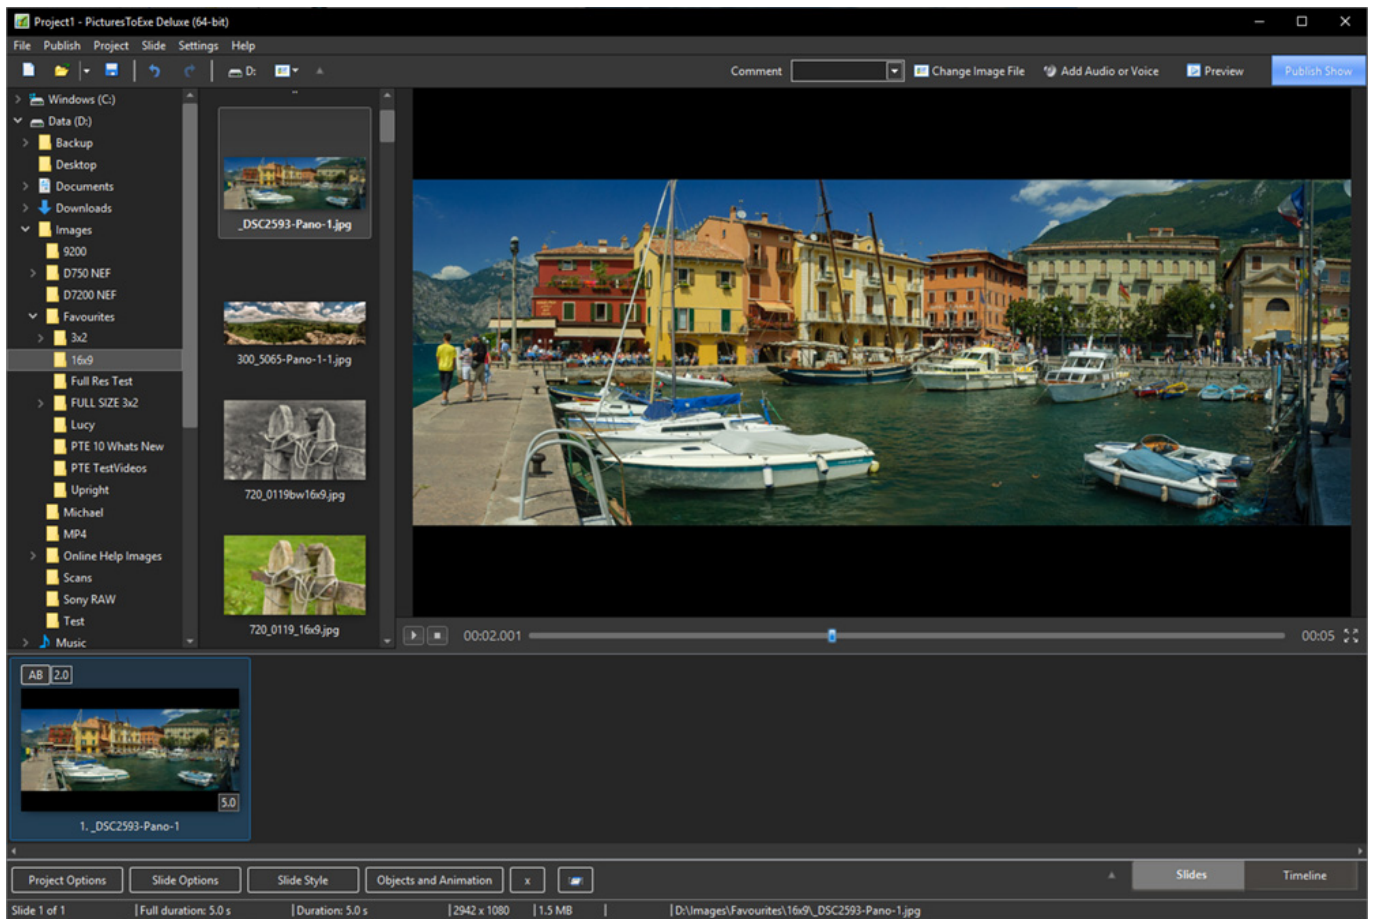 Project1 - PicturesToExe Deluxe (64-bit)
File Publish Project Slide Settings Help
D: Comment Change Image File Add Audio or Voice Preview Publish Show
Windows (C:)
Data (D:)
Backup
Desktop
Documents
Downloads
Images
9200
D750 NEF
D7200 NEF
Favourites
3x2
16x9
Full Res Test
FULL SIZE 3x2
Lucy
PTE 10 Whats New
PTE TestVideos
Upright
Michael
MP4
Online Help Images
Scans
Sony RAW
Test
Music
..
_DSC2593-Pano-1.jpg
300_5065-Pano-1-1.jpg
720_0119bw16x9.jpg
720_0119_16x9.jpg
00:02.001 00:05
AB 2.0
5.0
1. _DSC2593-Pano-1
Project Options Slide Options Slide Style Objects and Animation x Slides Timeline
Slide 1 of 1 | Full duration: 5.0 s | Duration: 5.0 s | 2942 x 1080 | 1.5 MB | | D:\Images\Favourites\16x9\_DSC2593-Pano-1.jpg